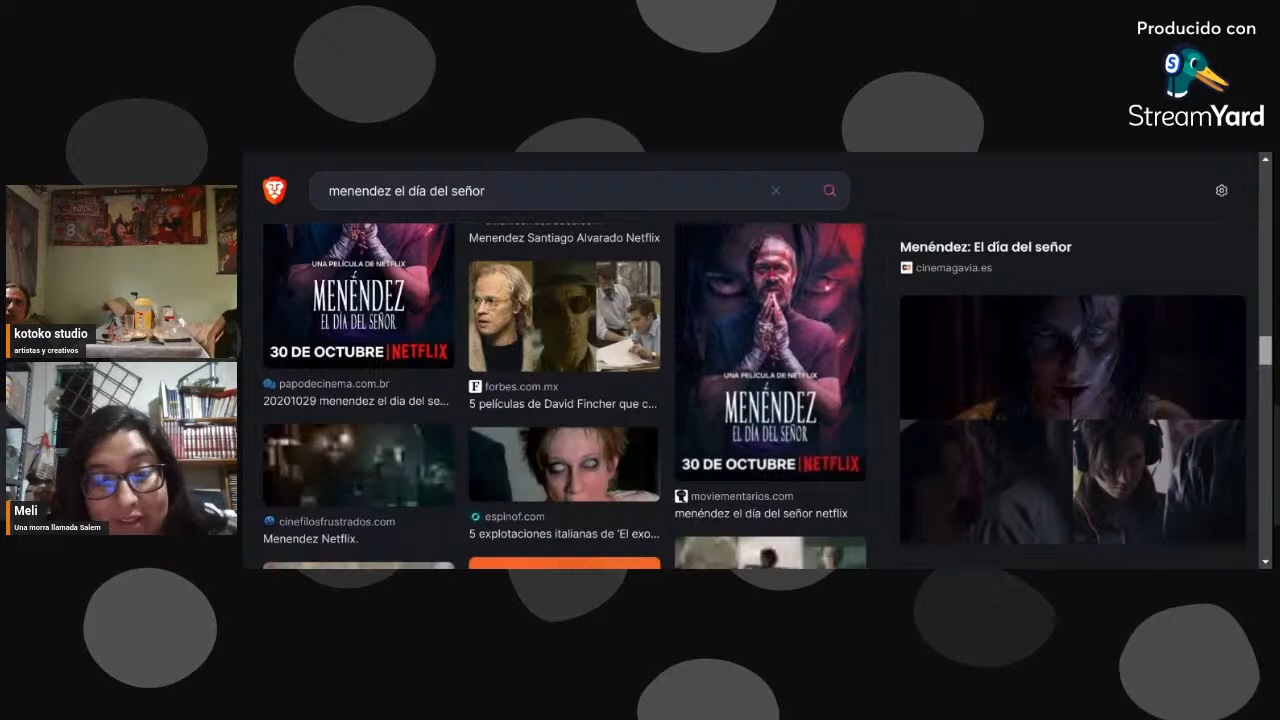 Producido con
StreamYard
menendez el día del señor
kotoko studio
artistas y creativos
Meli
Una morra llamada Salem
UNA PELÍCULA DE NETFLIX
MENÉNDEZ
EL DÍA DEL SEÑOR
30 DE OCTUBRE | NETFLIX
papodecinema.com.br
20201029 menendez el dia del se...
cinefilosfrustrados.com
Menendez Netflix.
Menendez Santiago Alvarado Netflix
forbes.com.mx
5 películas de David Fincher que c...
espinof.com
5 explotaciones italianas de 'El exo...
UNA PELÍCULA DE NETFLIX
MENÉNDEZ
EL DÍA DEL SEÑOR
30 DE OCTUBRE | NETFLIX
moviementarios.com
menéndez el día del señor netflix
Menéndez: El día del señor
cinemagavia.es